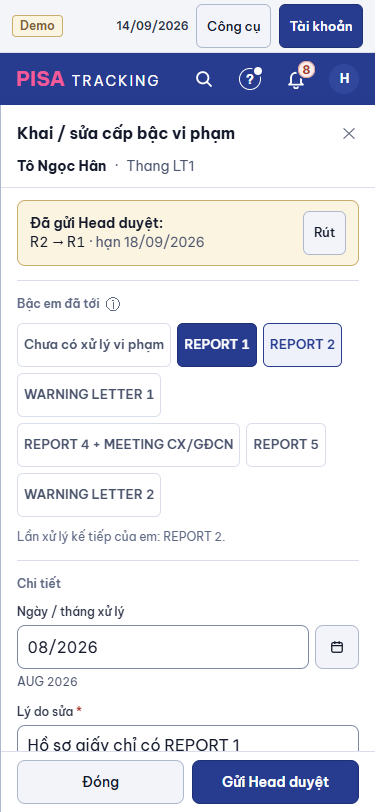 Demo
14/09/2026
Công cụ
Tài khoản
PISA TRACKING
?
8
H
Khai / sửa cấp bậc vi phạm
Tô Ngọc Hân · Thang LT1
Đã gửi Head duyệt:
R2 → R1 · hạn 18/09/2026
Rút
Bậc em đã tới
Chưa có xử lý vi phạm
REPORT 1
REPORT 2
WARNING LETTER 1
REPORT 4 + MEETING CX/GĐCN
REPORT 5
WARNING LETTER 2
Lần xử lý kế tiếp của em: REPORT 2.
Chi tiết
Ngày / tháng xử lý
08/2026
AUG 2026
Lý do sửa *
Hồ sơ giấy chỉ có REPORT 1
Đóng
Gửi Head duyệt